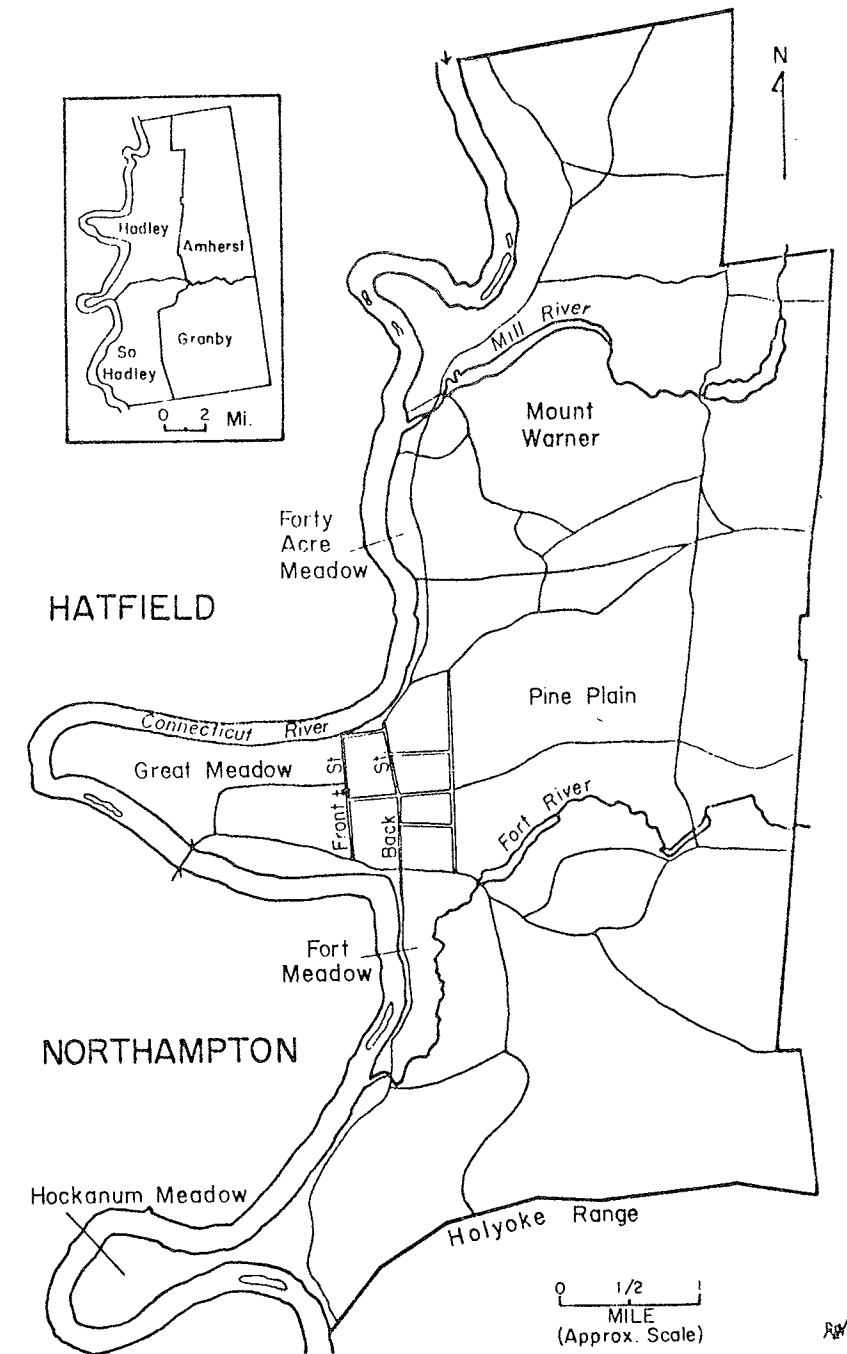 N
Hadley
Amherst
Granby
So
Hadley
0 2 Mi.
Mill River
Mount
Warner
Forty
Acre
Meadow
HATFIELD
Pine Plain
Connecticut River
Great Meadow
Front St
Back St
Fort River
Fort
Meadow
NORTHAMPTON
Hockanum Meadow
Holyoke Range
0 1/2 1
MILE
(Approx. Scale)